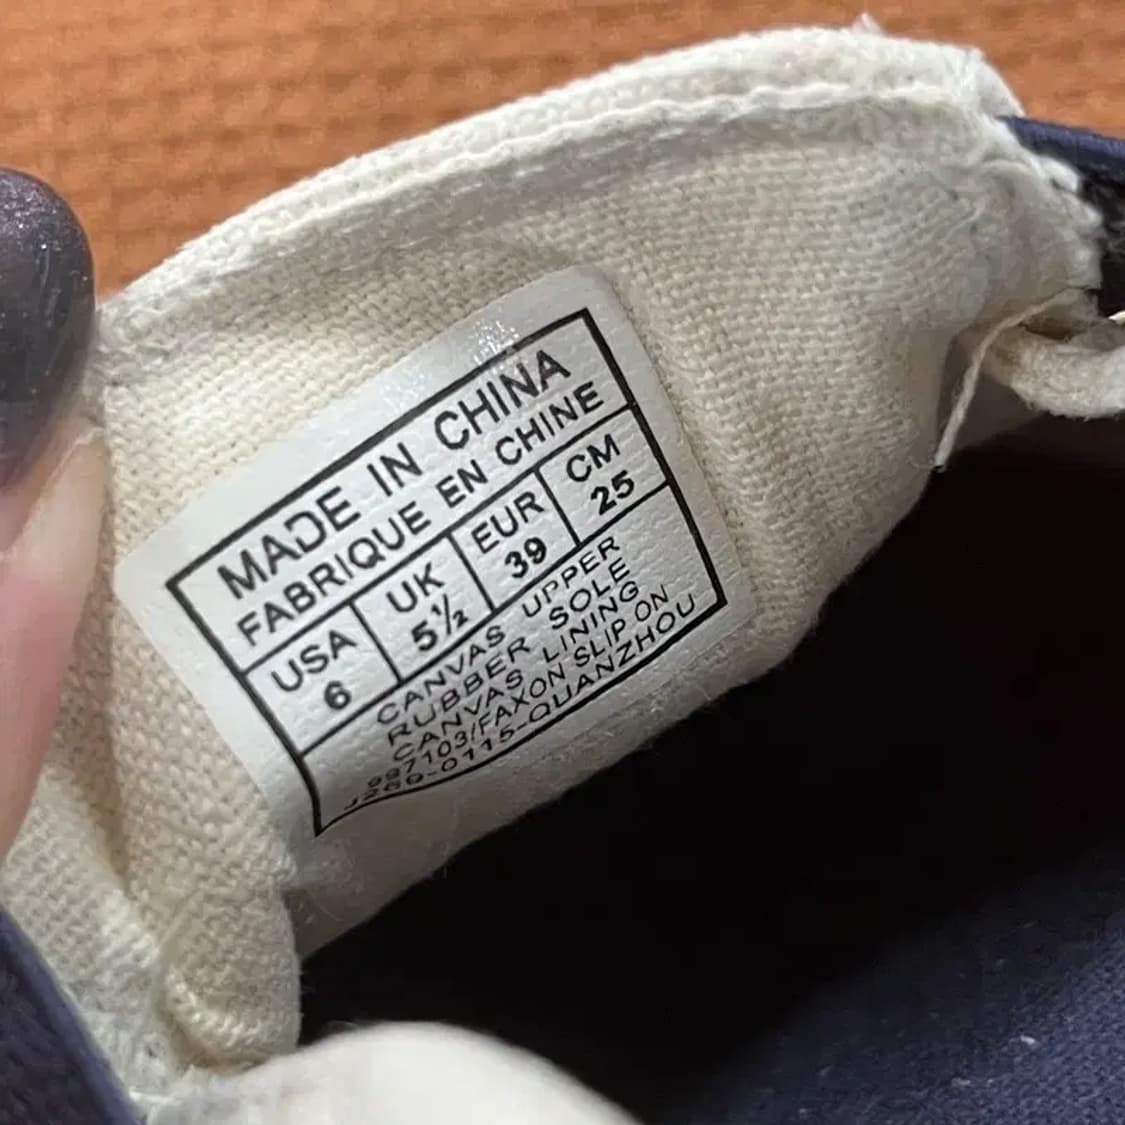 MADE IN CHINA
FABRIQUE EN CHINE
USA UK EUR CM
6 5½ 39 25
CANVAS UPPER
RUBBER SOLE
CANVAS LINING
997103/FAXON SLIP ON
J269-0115-QUANZHOU